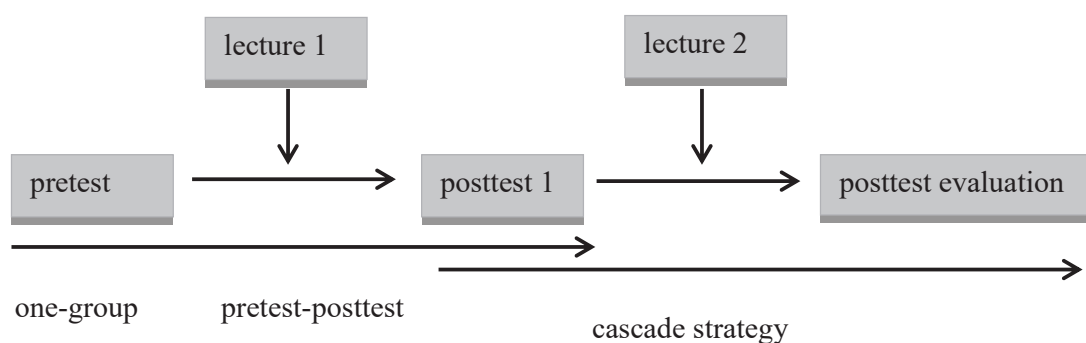 lecture 1
lecture 2
pretest
posttest 1
posttest evaluation
one-group pretest-posttest
cascade strategy